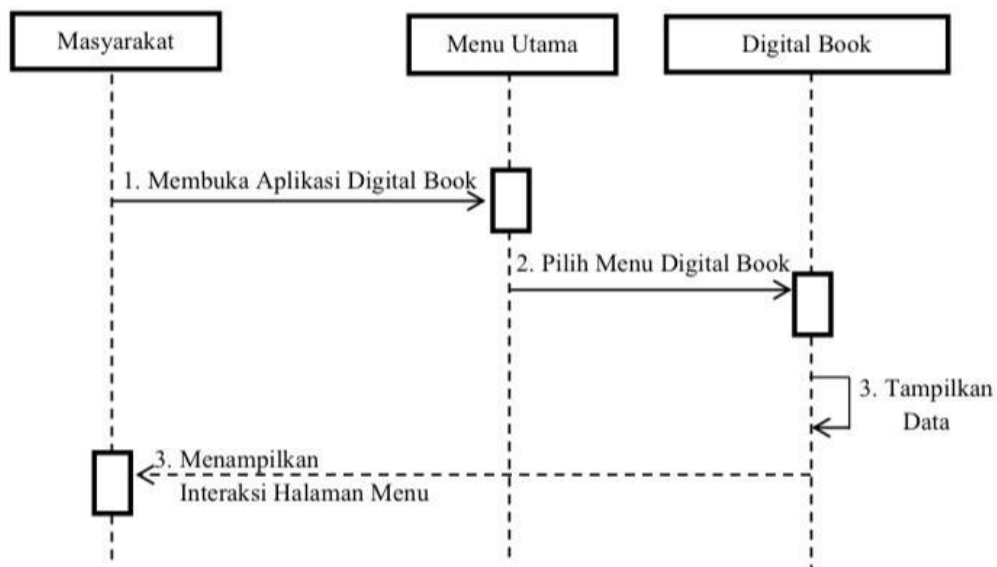 Masyarakat
Menu Utama
Digital Book
1. Membuka Aplikasi Digital Book
2. Pilih Menu Digital Book
3. Tampilkan
Data
3. Menampilkan
Interaksi Halaman Menu